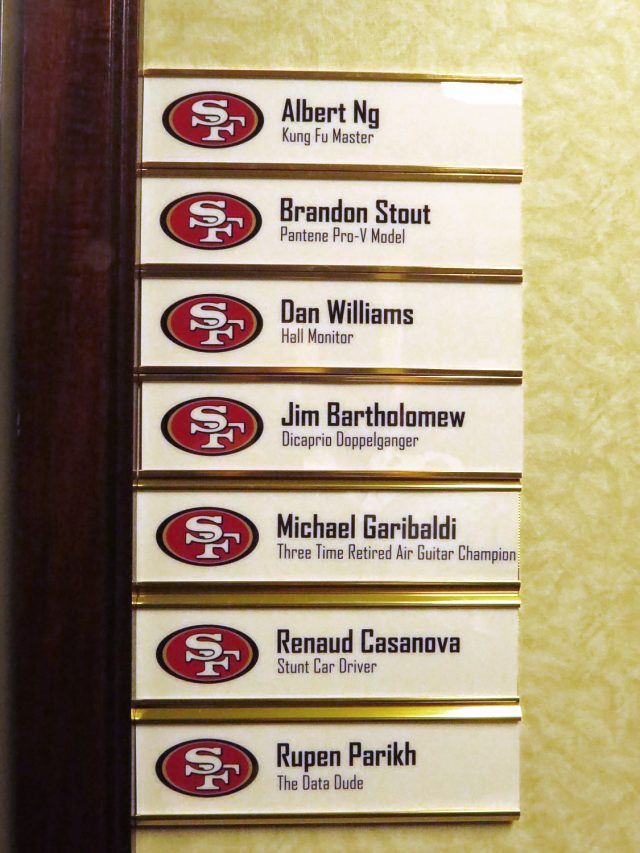 SF Albert Ng
Kung Fu Master
SF Brandon Stout
Pantene Pro-V Model
SF Dan Williams
Hall Monitor
SF Jim Bartholomew
Dicaprio Doppelganger
SF Michael Garibaldi
Three Time Retired Air Guitar Champion
SF Renaud Casanova
Stunt Car Driver
SF Rupen Parikh
The Data Dude